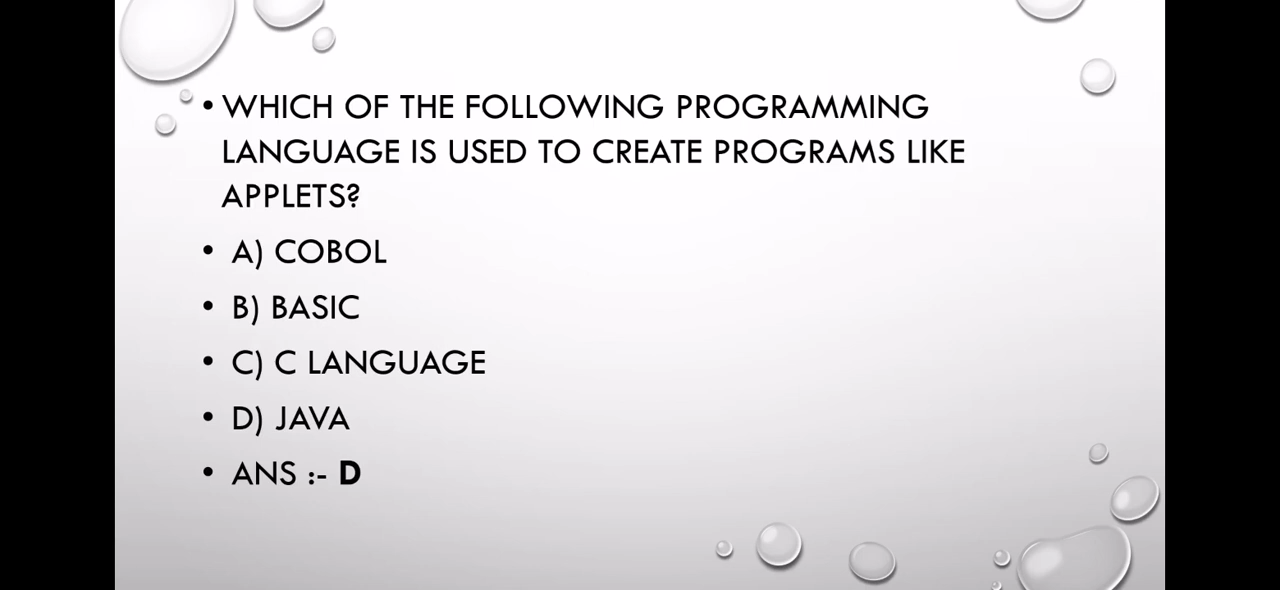 • WHICH OF THE FOLLOWING PROGRAMMING
LANGUAGE IS USED TO CREATE PROGRAMS LIKE
APPLETS?
• A) COBOL
• B) BASIC
• C) C LANGUAGE
• D) JAVA
• ANS :- D